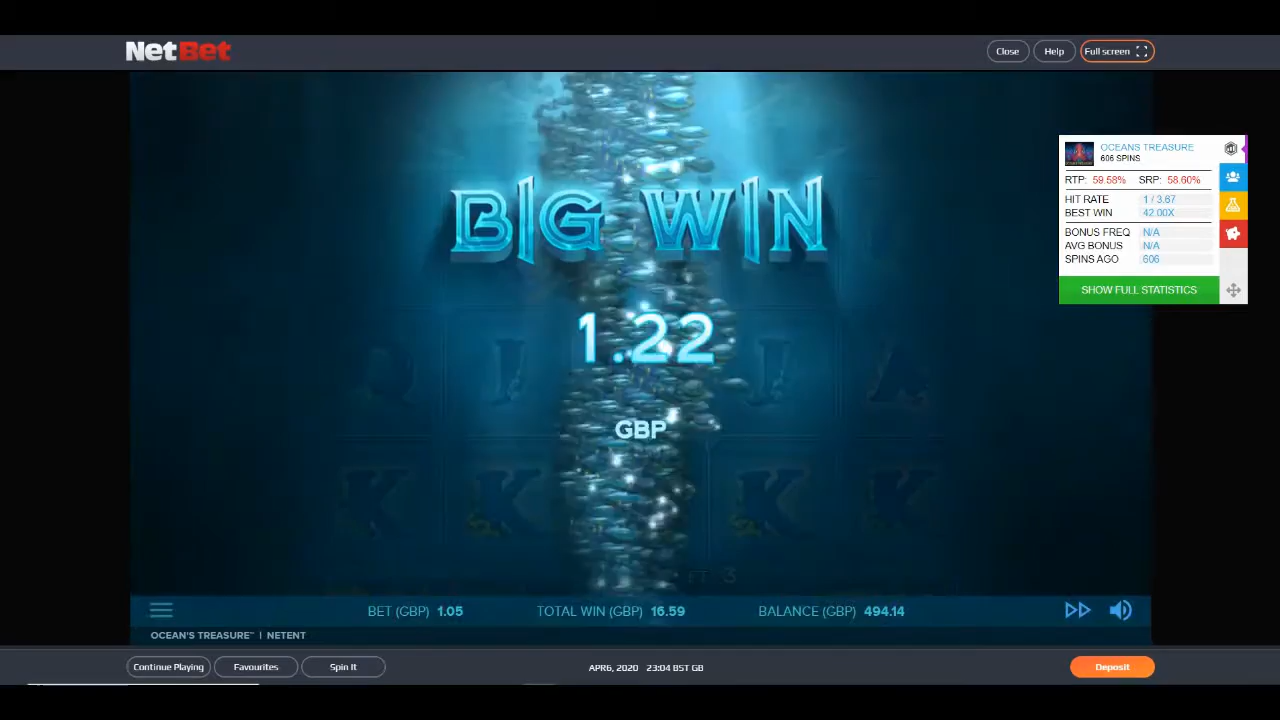 NetBet
Close Help Full screen
OCEANS TREASURE
606 SPINS
RTP: 59.58% SRP: 58.60%
HIT RATE 1 / 3.67
BEST WIN 42.00X
BONUS FREQ N/A
AVG BONUS N/A
SPINS AGO 606
SHOW FULL STATISTICS
BIG WIN
1.22
GBP
J J A
K K K K
BET (GBP) 1.05 TOTAL WIN (GBP) 16.59 BALANCE (GBP) 494.14
OCEAN'S TREASURE™ | NETENT
Continue Playing Favourites Spin It APR6, 2020 23:04 BST GB Deposit